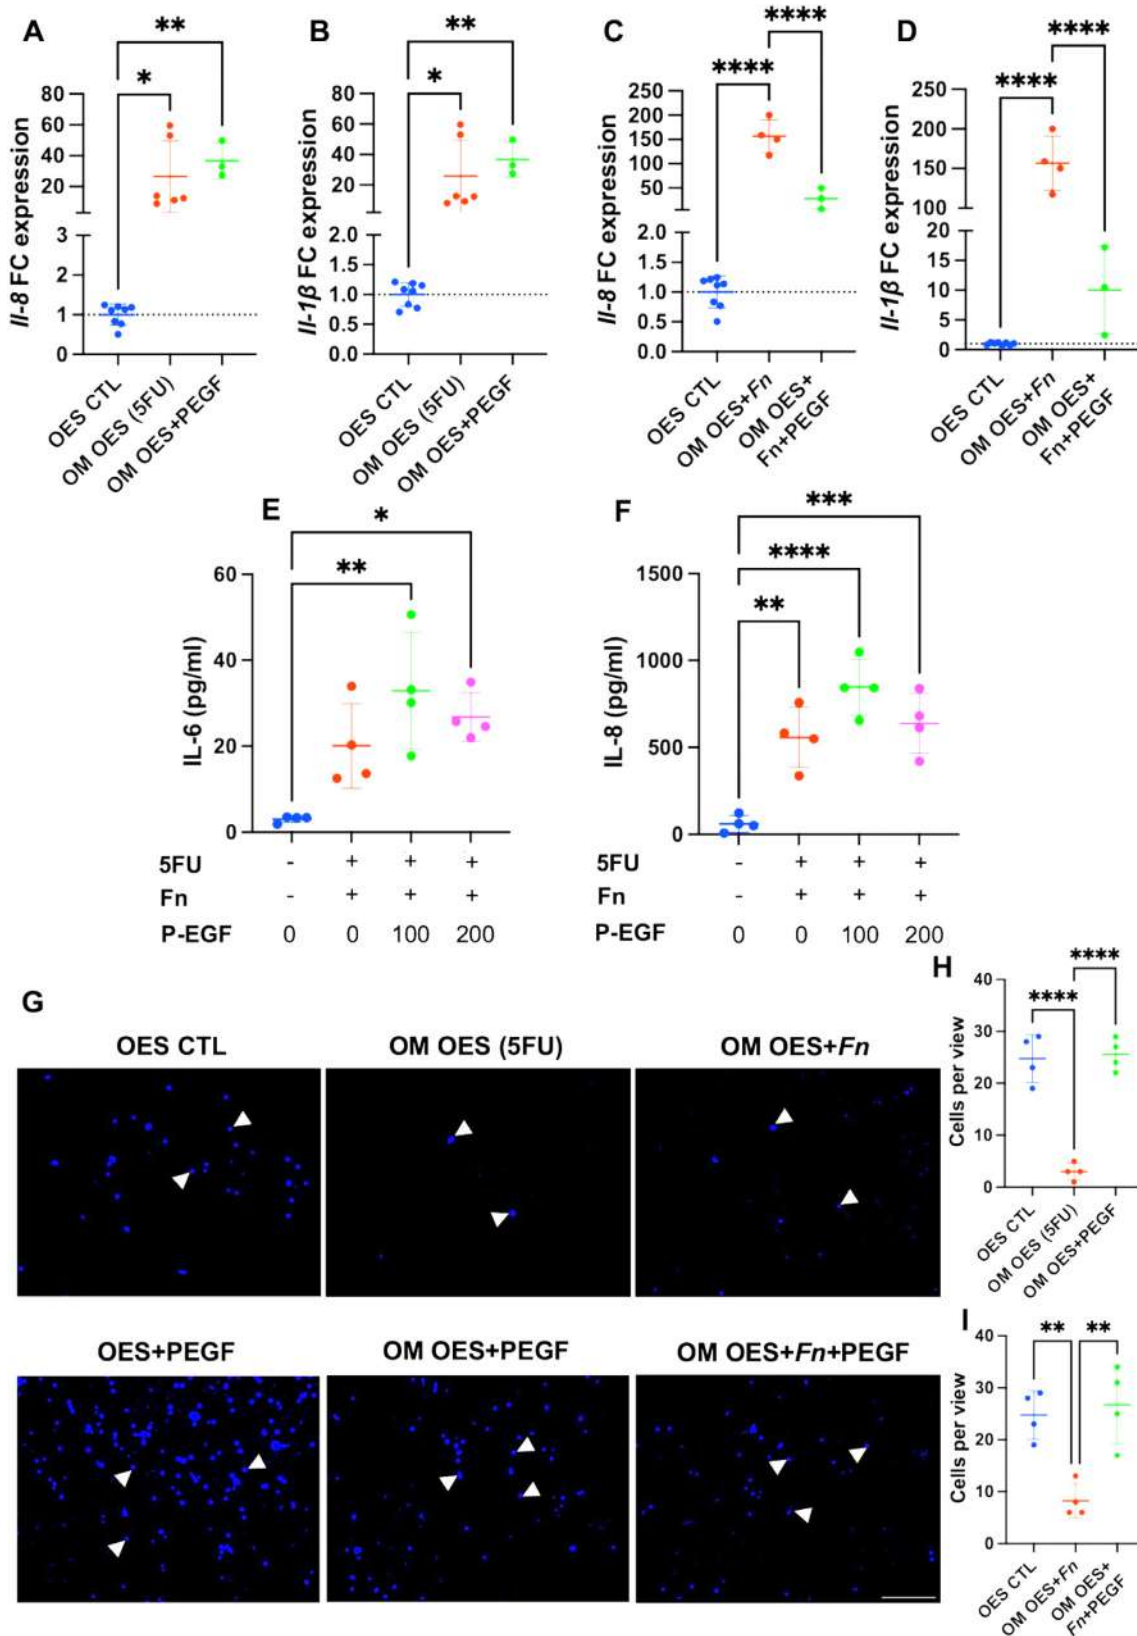 A
**
*
Il-8 FC expression
80
60
40
20
3
2
1
0
OES CTL
OM OES (5FU)
OM OES+PEGF
B
**
*
Il-1β FC expression
80
60
40
20
2.0
1.5
1.0
0.5
0.0
OES CTL
OM OES (5FU)
OM OES+PEGF
C
****
****
Il-8 FC expression
250
200
150
100
50
2.0
1.5
1.0
0.5
0.0
OES CTL
OM OES+Fn
OM OES+
Fn+PEGF
D
****
****
Il-1β FC expression
250
200
150
100
20
15
10
5
0
OES CTL
OM OES+Fn
OM OES+
Fn+PEGF
E
*
**
IL-6 (pg/ml)
60
40
20
0
5FU - + + +
Fn - + + +
P-EGF 0 0 100 200
F
***
****
**
IL-8 (pg/ml)
1500
1000
500
0
5FU - + + +
Fn - + + +
P-EGF 0 0 100 200
G
OES CTL
OM OES (5FU)
OM OES+Fn
OES+PEGF
OM OES+PEGF
OM OES+Fn+PEGF
H
****
****
Cells per view
40
30
20
10
0
OES CTL
OM OES (5FU)
OM OES+PEGF
I
**
**
Cells per view
40
30
20
10
0
OES CTL
OM OES+Fn
OM OES+
Fn+PEGF